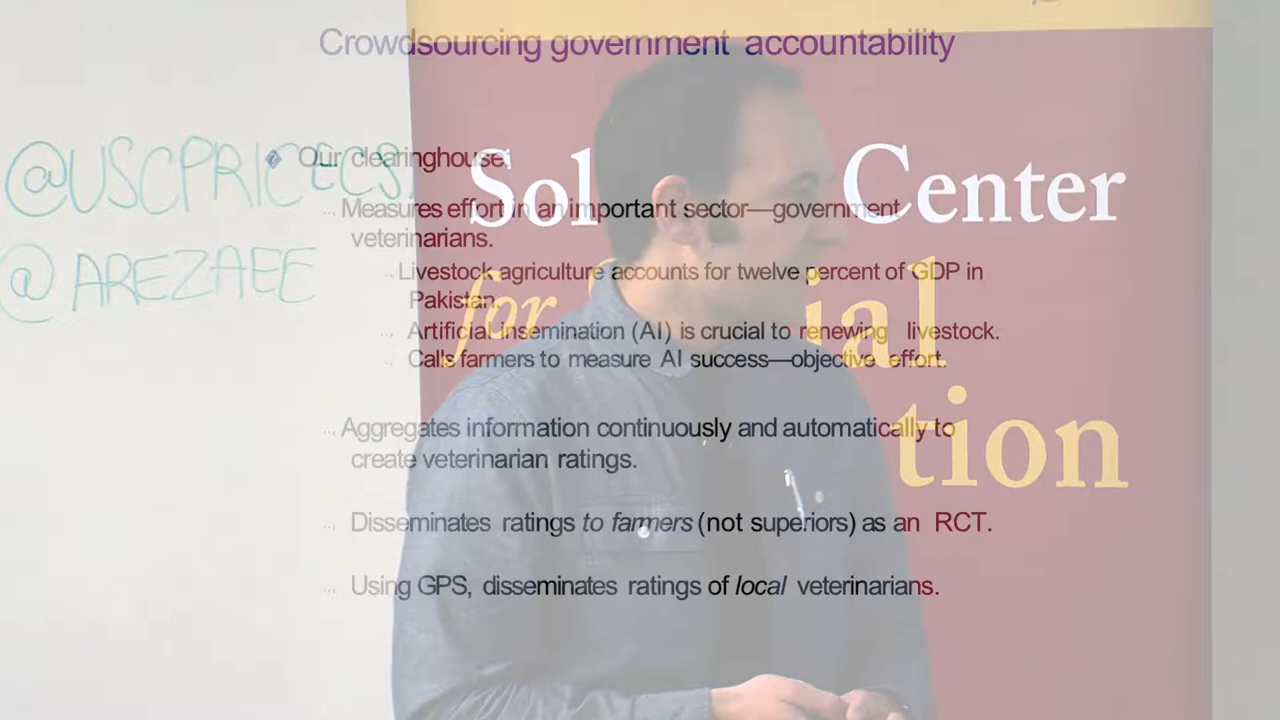 Crowdsourcing government accountability
@USCPRICECS
@AREZAEE
Our clearinghouse:
Measures effort in an important sector—government
veterinarians.
Livestock agriculture accounts for twelve percent of GDP in
Pakistan.
Artificial insemination (AI) is crucial to renewing livestock.
Calls farmers to measure AI success—objective effort.
Aggregates information continuously and automatically to
create veterinarian ratings.
Disseminates ratings to farmers (not superiors) as an RCT.
Using GPS, disseminates ratings of local veterinarians.
Sol Center
for ial
tion